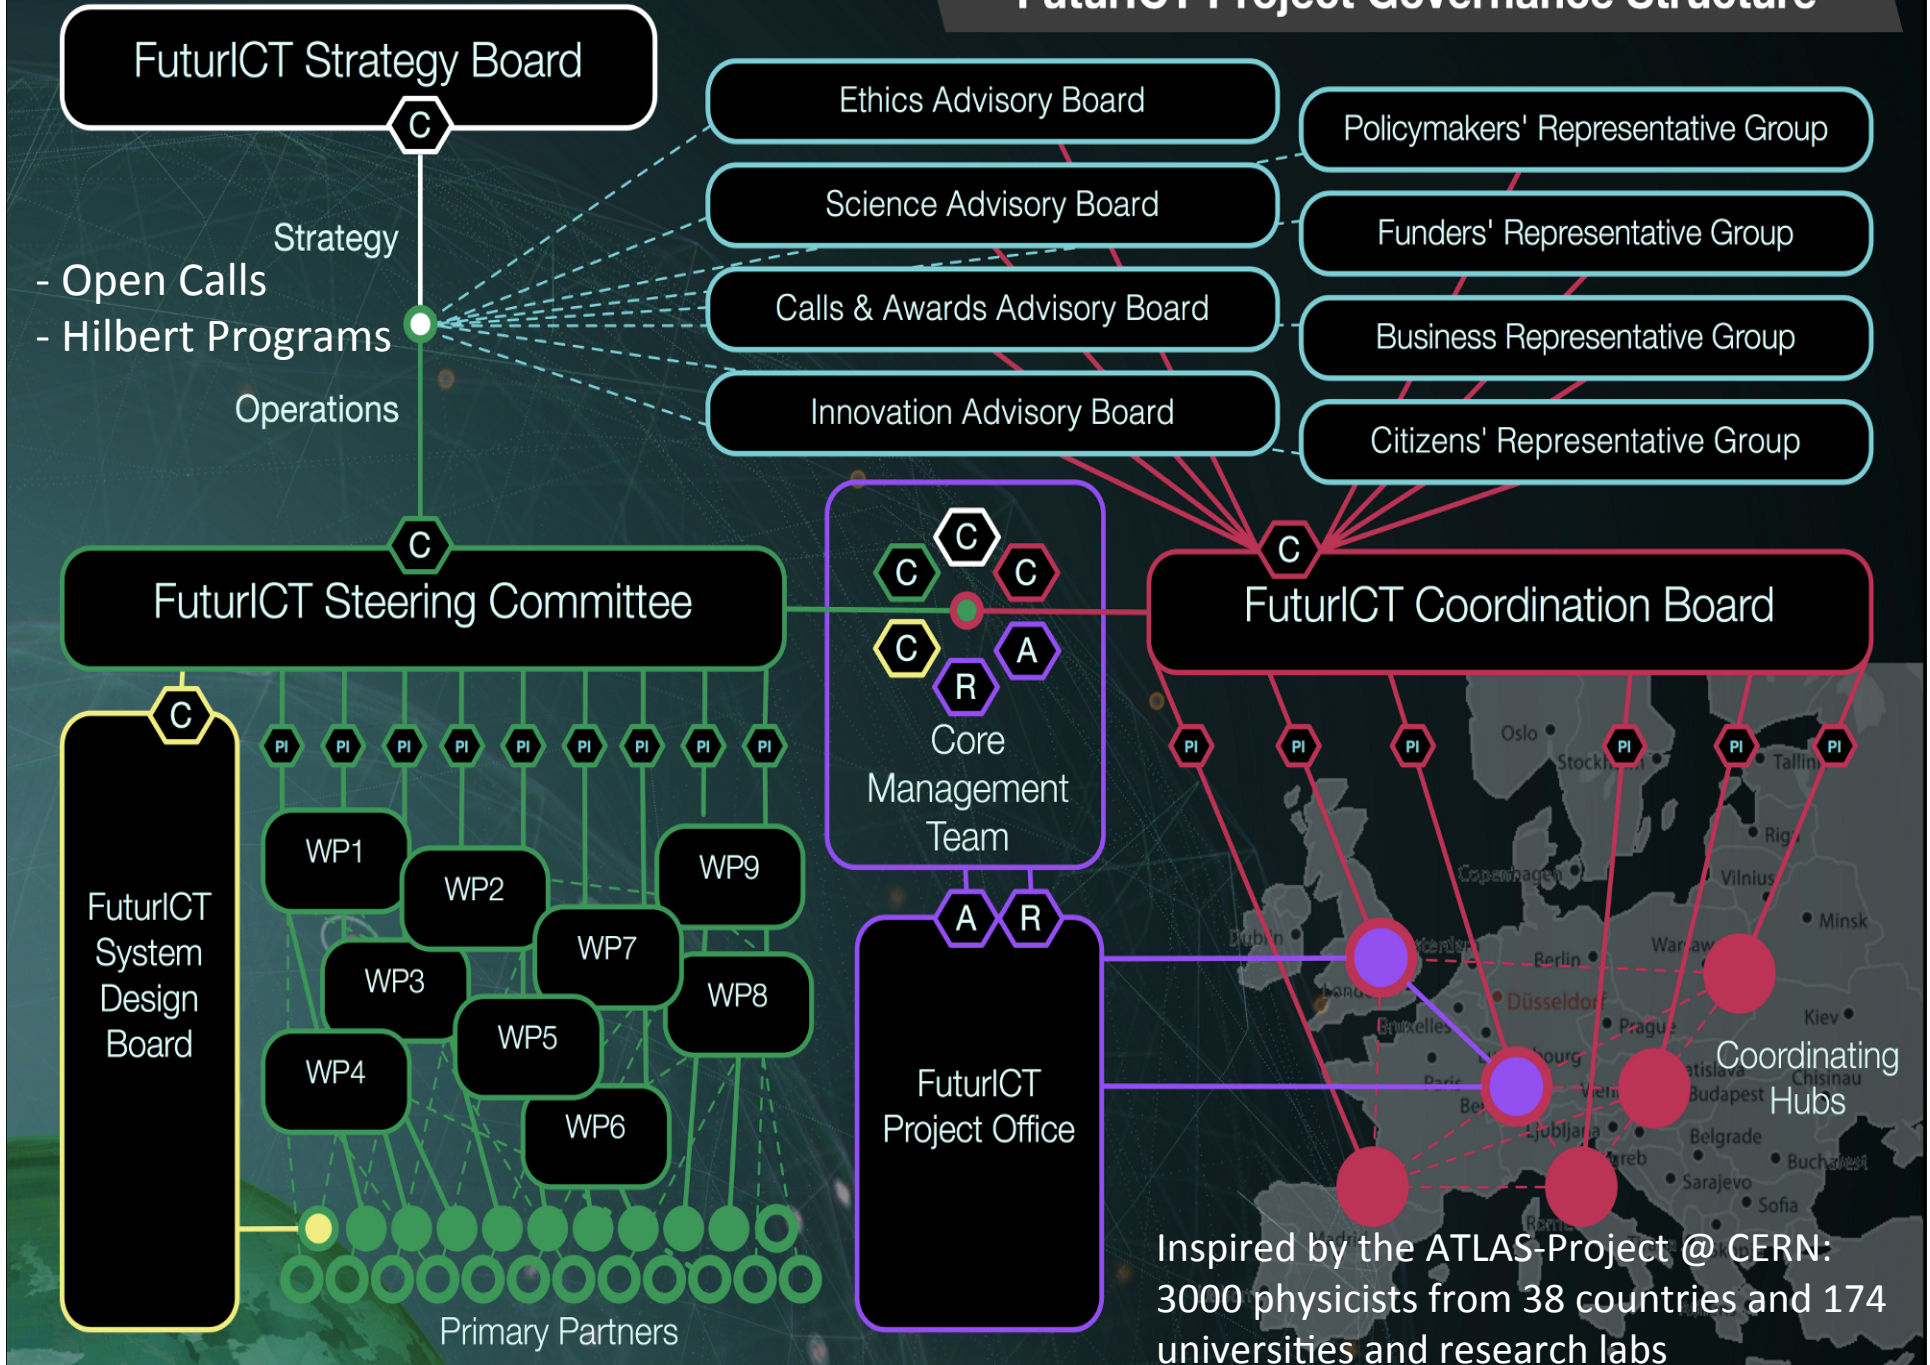 FuturICT Project Governance Structure
FuturICT Strategy Board
C
Strategy
- Open Calls
- Hilbert Programs
Operations
Ethics Advisory Board
Science Advisory Board
Calls & Awards Advisory Board
Innovation Advisory Board
Policymakers' Representative Group
Funders' Representative Group
Business Representative Group
Citizens' Representative Group
C
FuturICT Steering Committee
C
C
C
C
A
R
Core
Management
Team
C
FuturICT Coordination Board
C
FuturICT
System
Design
Board
PI PI PI PI PI PI PI PI PI
WP1
WP2
WP9
WP7
WP3
WP8
WP5
WP4
WP6
Primary Partners
A R
FuturICT
Project Office
PI PI PI PI PI PI
Oslo
Tallin
Riga
Copenhagen
Vilnius
Minsk
Dublin
Berlin
Warsaw
Düsseldorf
Kiev
Bruxelles
Prague
Paris
Budapest
Chisinau
Ljubljana
Belgrade
Bucharest
Sarajevo
Sofia
Coordinating
Hubs
Inspired by the ATLAS-Project @ CERN:
3000 physicists from 38 countries and 174
universities and research labs